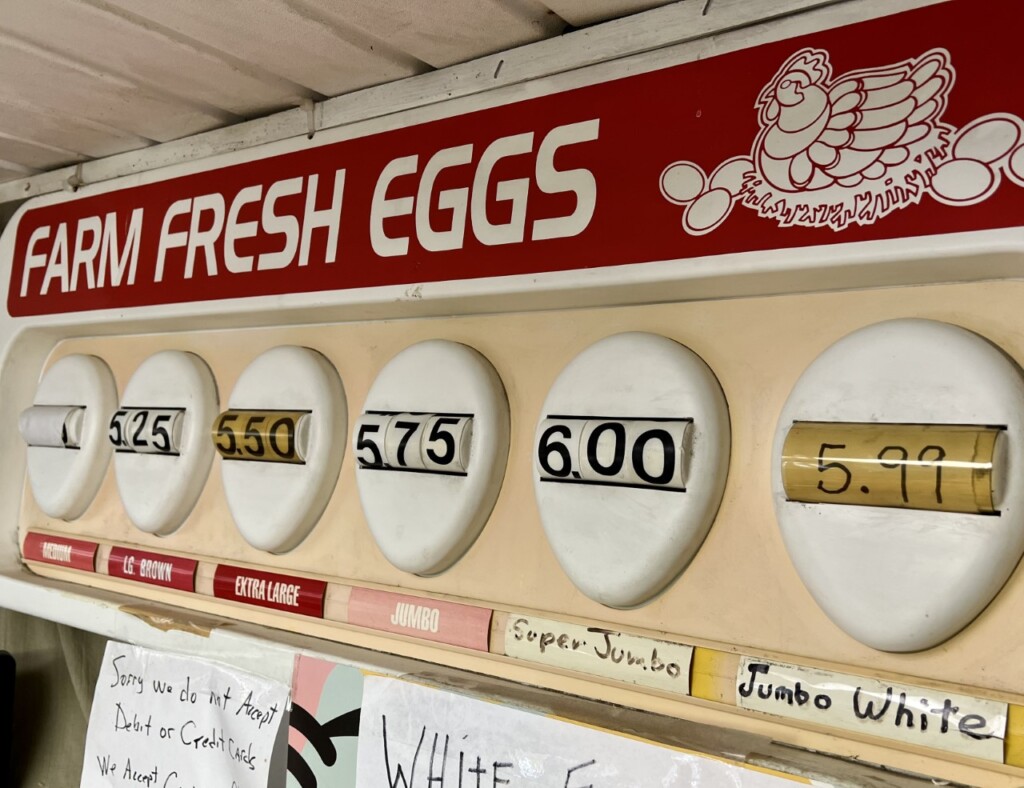 FARM FRESH EGGS
5.25 5.50 5.75 6.00 5.99
MEDIUM LG. BROWN EXTRA LARGE JUMBO Super Jumbo Jumbo White
Sorry we do not Accept
Debit or Credit Cards.
We Accept
WHITE